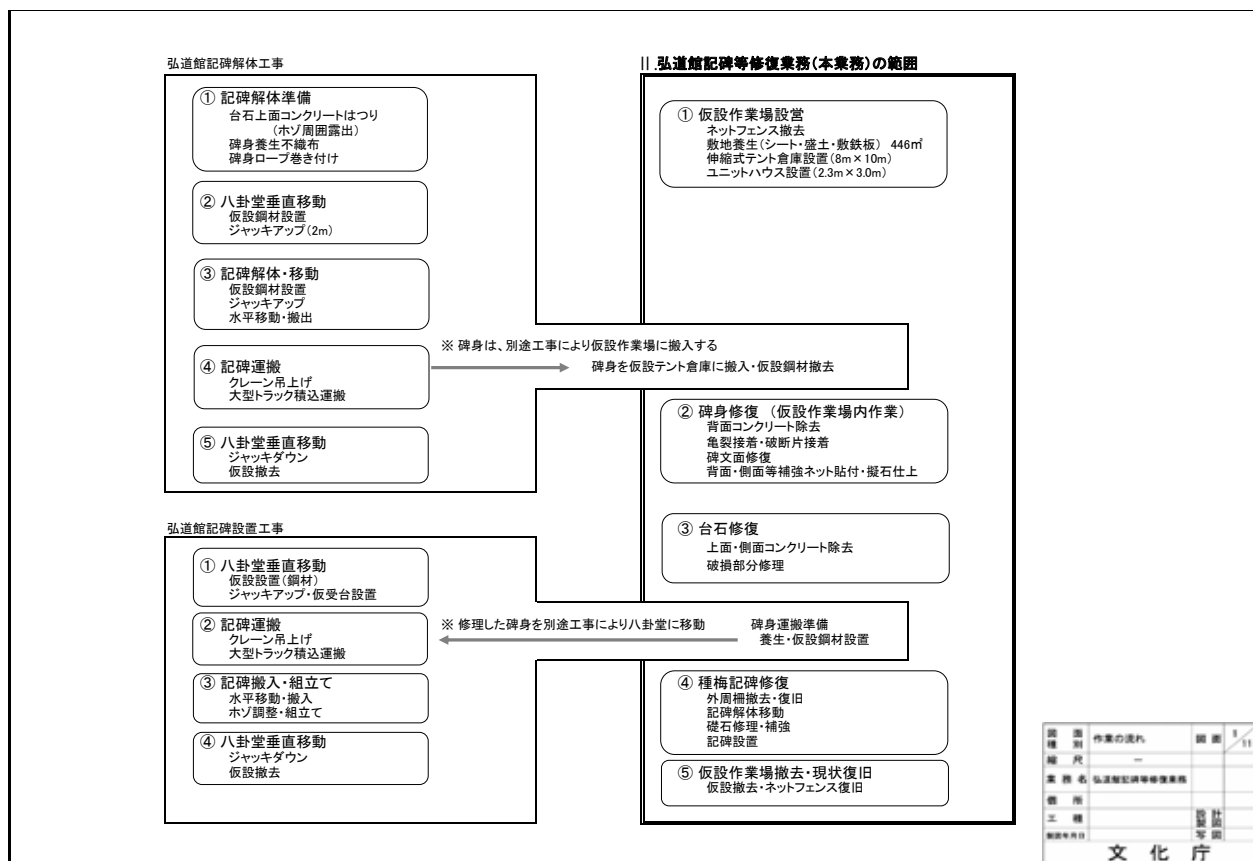 弘道館記碑解体工事
① 記碑解体準備
台石上面コンクリートはつり
(ホゾ周囲露出)
碑身養生不織布
碑身ロープ巻き付け
② 八卦堂垂直移動
仮設鋼材設置
ジャッキアップ(2m)
③ 記碑解体・移動
仮設鋼材設置
ジャッキアップ
水平移動・搬出
④ 記碑運搬
クレーン吊上げ
大型トラック積込運搬
⑤ 八卦堂垂直移動
ジャッキダウン
仮設撤去
弘道館記碑設置工事
① 八卦堂垂直移動
仮設設置(鋼材)
ジャッキアップ・仮受台設置
② 記碑運搬
クレーン吊上げ
大型トラック積込運搬
③ 記碑搬入・組立て
水平移動・搬入
ホゾ調整・組立て
④ 八卦堂垂直移動
ジャッキダウン
仮設撤去
Ⅱ.弘道館記碑等修復業務(本業務)の範囲
① 仮設作業場設営
ネットフェンス撤去
敷地養生(シート・盛土・敷鉄板) 446㎡
伸縮式テント倉庫設置(8m×10m)
ユニットハウス設置(2.3m×3.0m)
※ 碑身は、別途工事により仮設作業場に搬入する
碑身を仮設テント倉庫に搬入・仮設鋼材撤去
② 碑身修復 (仮設作業場内作業)
背面コンクリート除去
亀裂接着・破断片接着
碑文面修復
背面・側面等補強ネット貼付・擬石仕上
③ 台石修復
上面・側面コンクリート除去
破損部分修理
※ 修理した碑身を別途工事により八卦堂に移動
碑身運搬準備
養生・仮設鋼材設置
④ 種梅記碑修復
外周柵撤去・復旧
記碑解体移動
礎石修理・補強
記碑設置
⑤ 仮設作業場撤去・現状復旧
仮設撤去・ネットフェンス復旧
図面種別 作業の流れ 図面 1/11
縮尺 −
業務名 弘道館記碑等修復業務
箇所
工種 設計製図
写図
文化庁